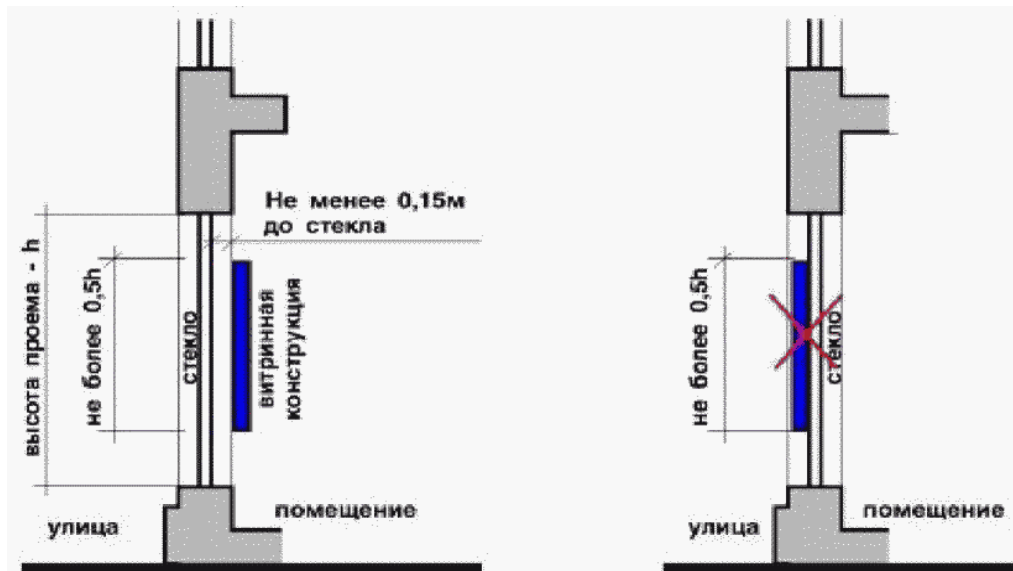 Не менее 0,15м
до стекла
высота проема - h
не более 0,5h
стекло
витринная
конструкция
улица
помещение
не более 0,5h
стекло
улица
помещение